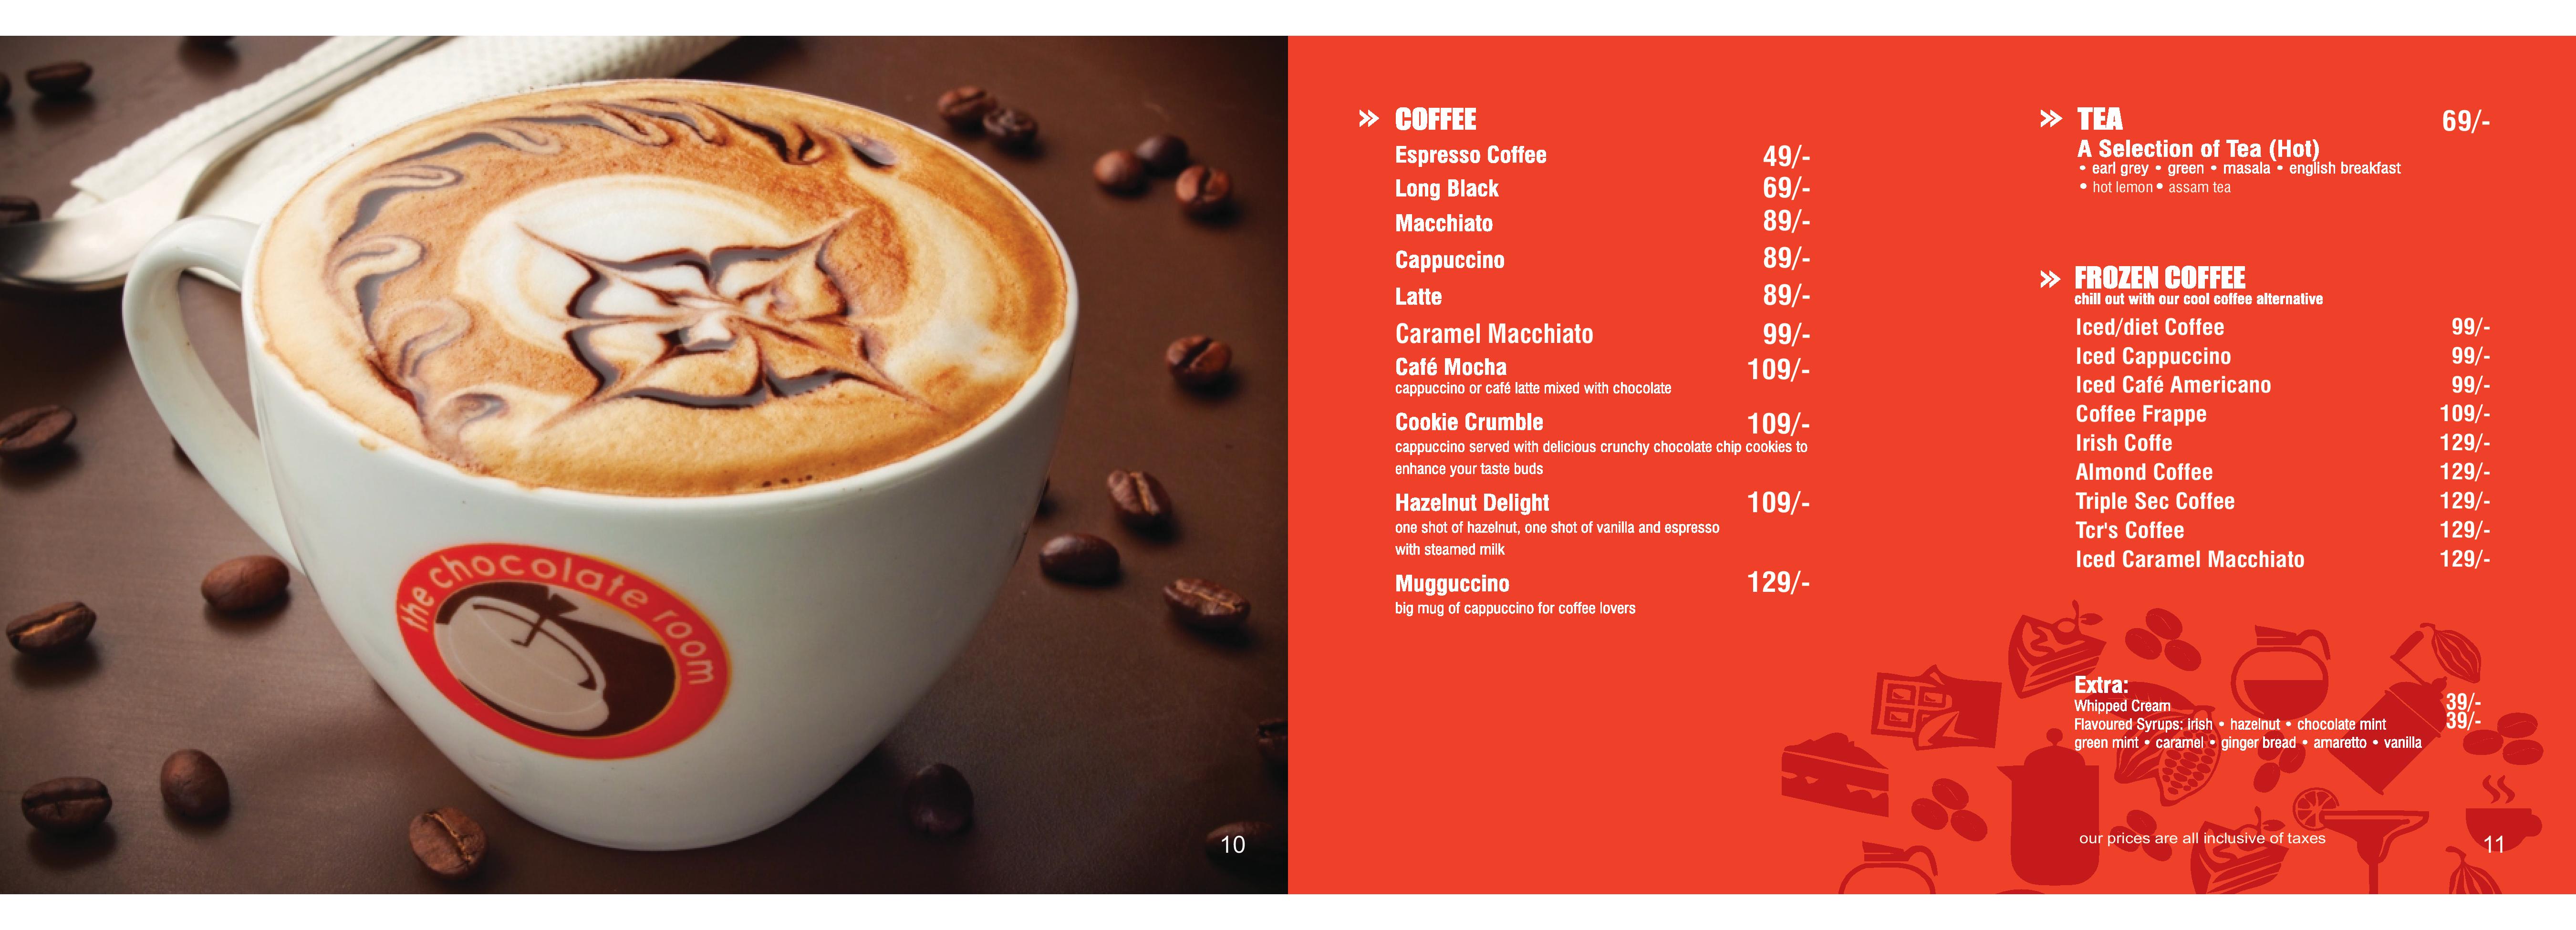 the chocolate room
10
» COFFEE
Espresso Coffee 49/-
Long Black 69/-
Macchiato 89/-
Cappuccino 89/-
Latte 89/-
Caramel Macchiato 99/-
Café Mocha 109/-
cappuccino or café latte mixed with chocolate
Cookie Crumble 109/-
cappuccino served with delicious crunchy chocolate chip cookies to
enhance your taste buds
Hazelnut Delight 109/-
one shot of hazelnut, one shot of vanilla and espresso
with steamed milk
Mugguccino 129/-
big mug of cappuccino for coffee lovers
» TEA 69/-
A Selection of Tea (Hot)
• earl grey • green • masala • english breakfast
• hot lemon • assam tea
» FROZEN COFFEE
chill out with our cool coffee alternative
Iced/diet Coffee 99/-
Iced Cappuccino 99/-
Iced Café Americano 99/-
Coffee Frappe 109/-
Irish Coffe 129/-
Almond Coffee 129/-
Triple Sec Coffee 129/-
Tcr's Coffee 129/-
Iced Caramel Macchiato 129/-
Extra:
Whipped Cream 39/-
Flavoured Syrups: irish • hazelnut • chocolate mint 39/-
green mint • caramel • ginger bread • amaretto • vanilla
our prices are all inclusive of taxes
11